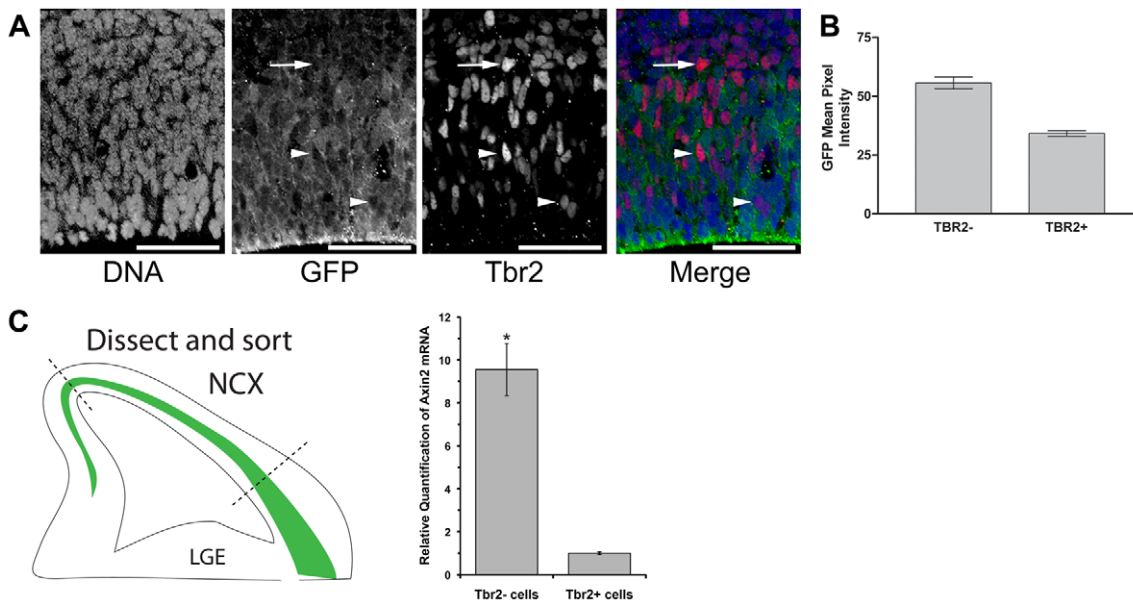 A
DNA
GFP
Tbr2
Merge
B
GFP Mean Pixel
Intensity
75
50
25
0
TBR2-
TBR2+
C
Dissect and sort
NCX
LGE
Relative Quantification of Axin2 mRNA
12
10
8
6
4
2
0
*
Tbr2- cells
Tbr2+ cells